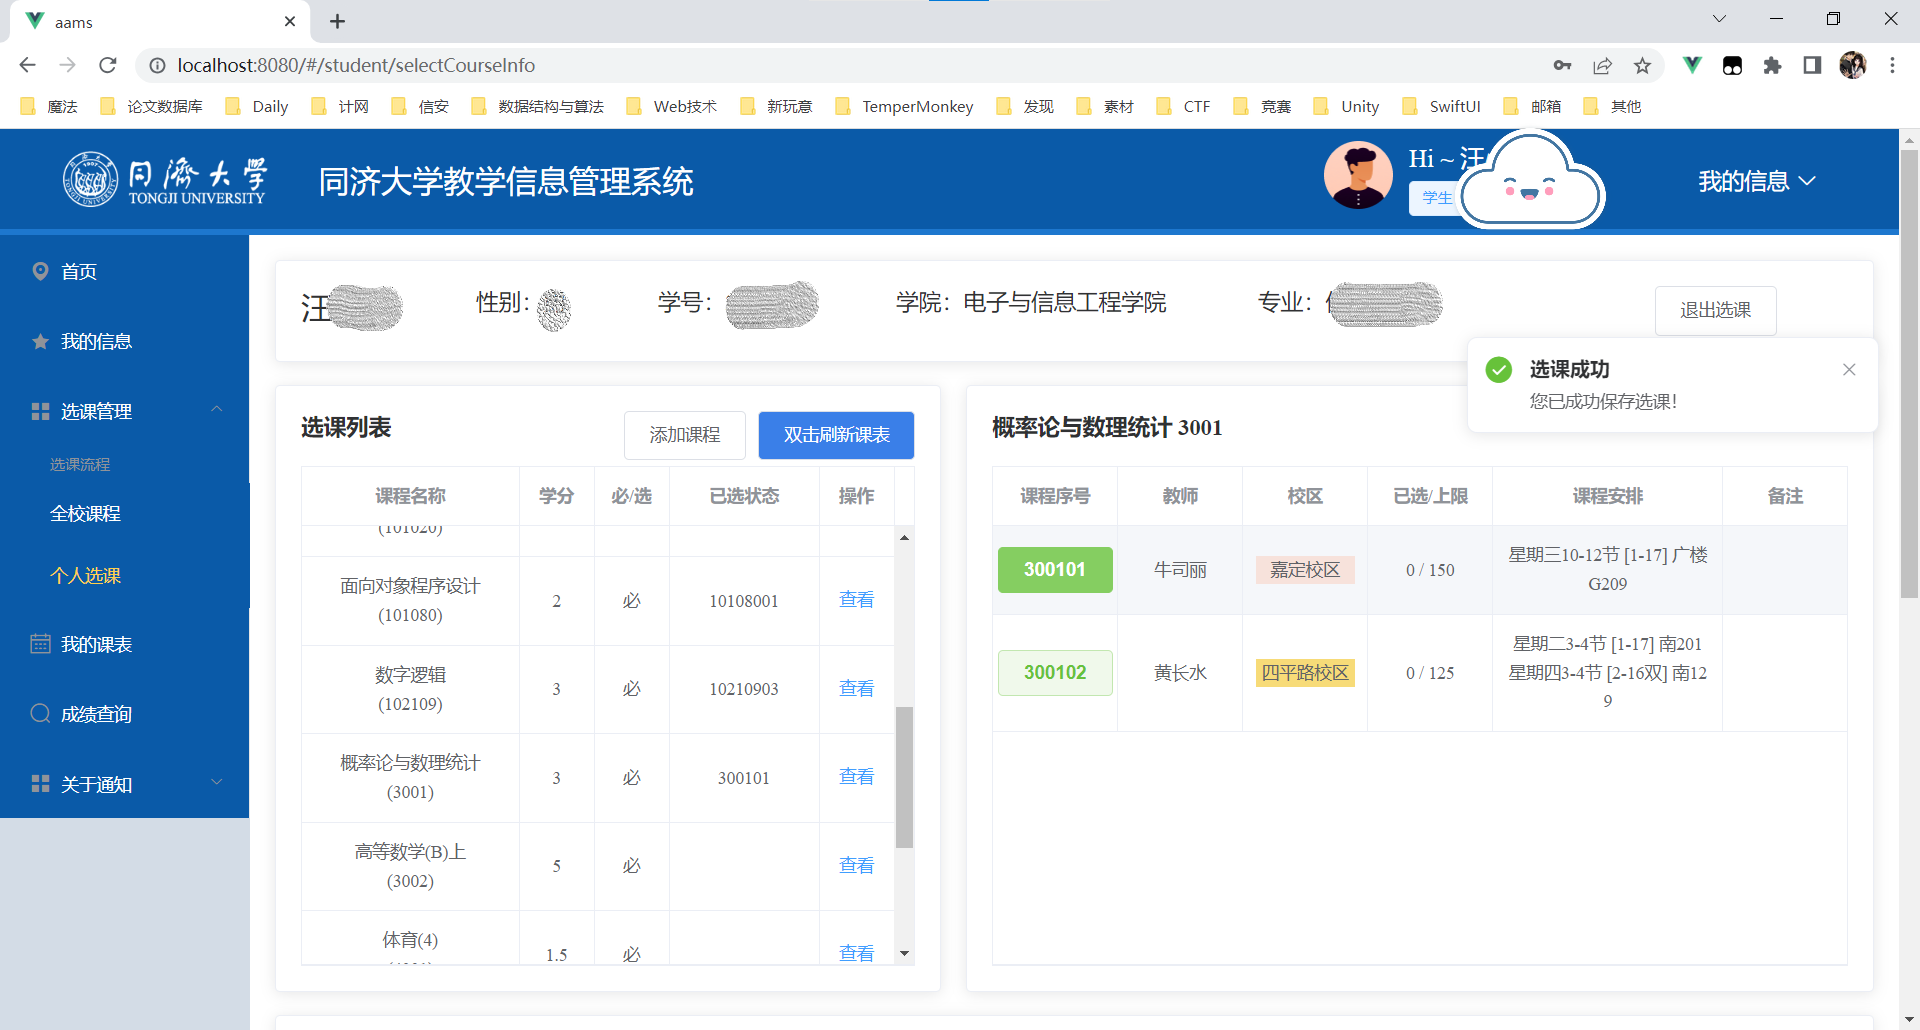 aams
localhost:8080/#/student/selectCourseInfo
魔法 论文数据库 Daily 计网 信安 数据结构与算法 Web技术 新玩意 TemperMonkey 发现 素材 CTF 竞赛 Unity SwiftUI 邮箱 其他
同濟大學
TONGJI UNIVERSITY
同济大学教学信息管理系统
Hi ~ 汪
学生
我的信息
首页
我的信息
选课管理
选课流程
全校课程
个人选课
我的课表
成绩查询
关于通知
汪 性别： 学号： 学院：电子与信息工程学院 专业：
退出选课
选课成功
您已成功保存选课！
选课列表 添加课程 双击刷新课表
课程名称 学分 必/选 已选状态 操作
(101020)
面向对象程序设计
(101080) 2 必 10108001 查看
数字逻辑
(102109) 3 必 10210903 查看
概率论与数理统计
(3001) 3 必 300101 查看
高等数学(B)上
(3002) 5 必 查看
体育(4) 1.5 必 查看
概率论与数理统计 3001
课程序号 教师 校区 已选/上限 课程安排 备注
300101 牛司丽 嘉定校区 0 / 150 星期三10-12节 [1-17] 广楼
G209
300102 黄长水 四平路校区 0 / 125 星期二3-4节 [1-17] 南201
星期四3-4节 [2-16双] 南12
9